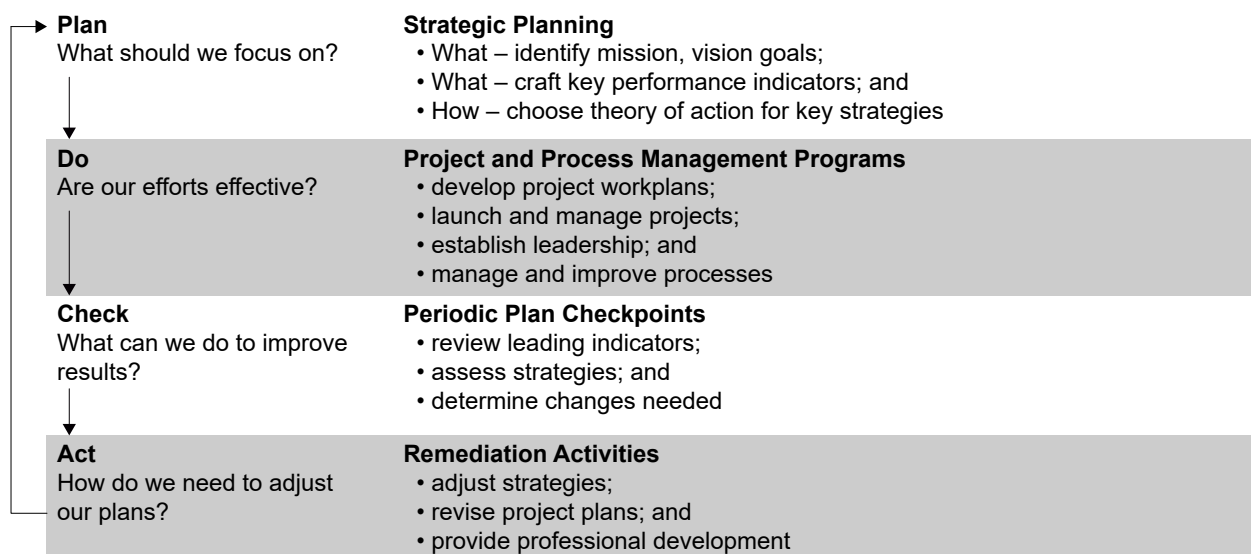 Plan
What should we focus on?
Strategic Planning
• What – identify mission, vision goals;
• What – craft key performance indicators; and
• How – choose theory of action for key strategies
Do
Are our efforts effective?
Project and Process Management Programs
• develop project workplans;
• launch and manage projects;
• establish leadership; and
• manage and improve processes
Check
What can we do to improve
results?
Periodic Plan Checkpoints
• review leading indicators;
• assess strategies; and
• determine changes needed
Act
How do we need to adjust
our plans?
Remediation Activities
• adjust strategies;
• revise project plans; and
• provide professional development